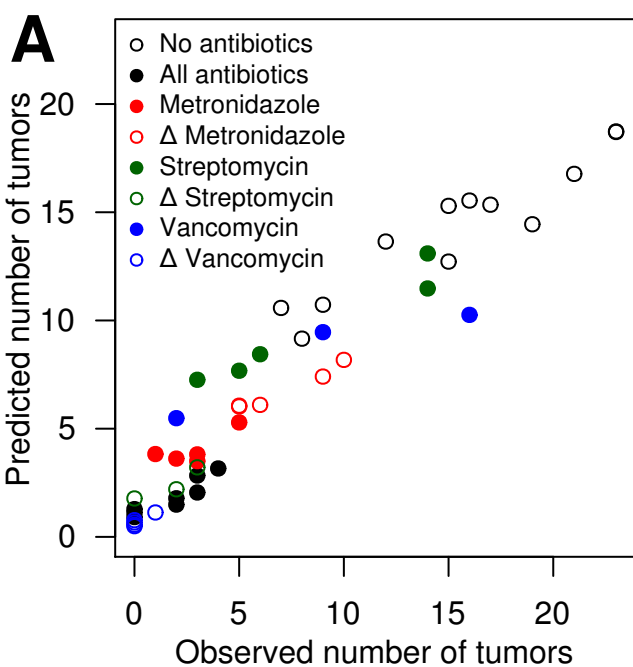 A
No antibiotics
All antibiotics
Metronidazole
Δ Metronidazole
Streptomycin
Δ Streptomycin
Vancomycin
Δ Vancomycin
Predicted number of tumors
20
15
10
5
0
0 5 10 15 20
Observed number of tumors